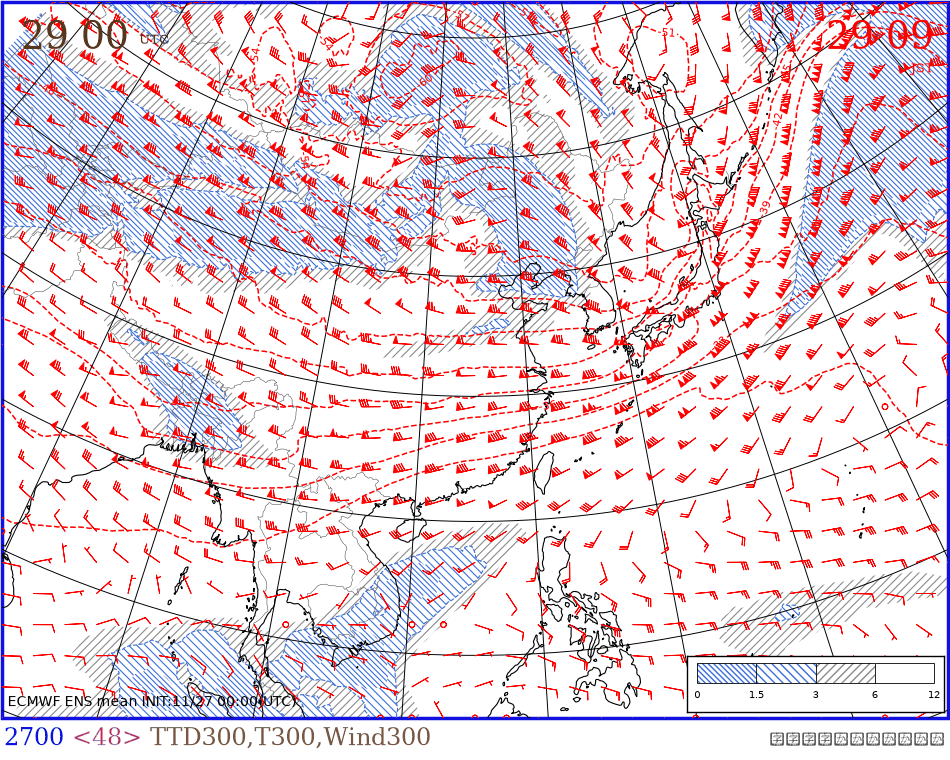 29 00 UTC 29 09 JST
-51
-42
-39
0 1.5 3 6 12
ECMWF ENS mean INIT:11/27 00:00(UTC)
2700 <48> TTD300,T300,Wind300